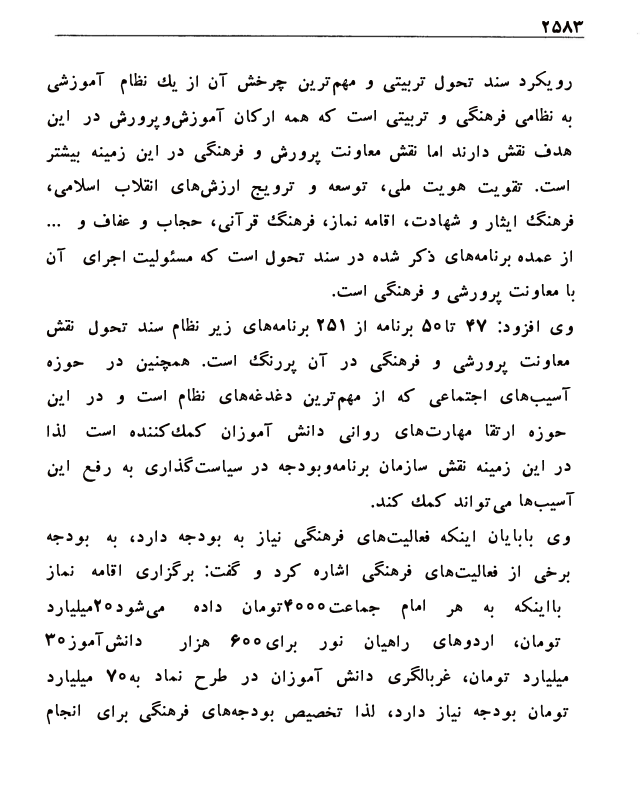 ۲۵۸۳
رویکرد سند تحول تربیتی و مهم‌ترین چرخش آن از یك نظام آموزشی
به نظامی فرهنگی و تربیتی است که همه ارکان آموزش‌وپرورش در این
هدف نقش دارند اما نقش معاونت پرورش و فرهنگی در این زمینه بیشتر
است. تقویت هویت ملی، توسعه و ترویج ارزش‌های انقلاب اسلامی،
فرهنگ ایثار و شهادت، اقامه نماز، فرهنگ قرآنی، حجاب و عفاف و ...
از عمده برنامه‌های ذکر شده در سند تحول است که مسئولیت اجرای آن
با معاونت پرورشی و فرهنگی است.
وی افزود: ۴۷ تا۵۰ برنامه از ۲۵۱ برنامه‌های زیر نظام سند تحول نقش
معاونت پرورشی و فرهنگی در آن پررنگ است. همچنین در حوزه
آسیب‌های اجتماعی که از مهم‌ترین دغدغه‌های نظام است و در این
حوزه ارتقا مهارت‌های روانی دانش آموزان کمك‌کننده است لذا
در این زمینه نقش سازمان برنامه‌وبودجه در سیاست‌گذاری به رفع این
آسیب‌ها می‌تواند کمك کند.
وی بابایان اینکه فعالیت‌های فرهنگی نیاز به بودجه دارد، به بودجه
برخی از فعالیت‌های فرهنگی اشاره کرد و گفت: برگزاری اقامه نماز
بااینکه به هر امام جماعت۴۰۰۰تومان داده می‌شود۲۰میلیارد
تومان، اردوهای راهیان نور برای۶۰۰ هزار دانش‌آموز۳۰
میلیارد تومان، غربالگری دانش آموزان در طرح نماد به۷۰ میلیارد
تومان بودجه نیاز دارد، لذا تخصیص بودجه‌های فرهنگی برای انجام